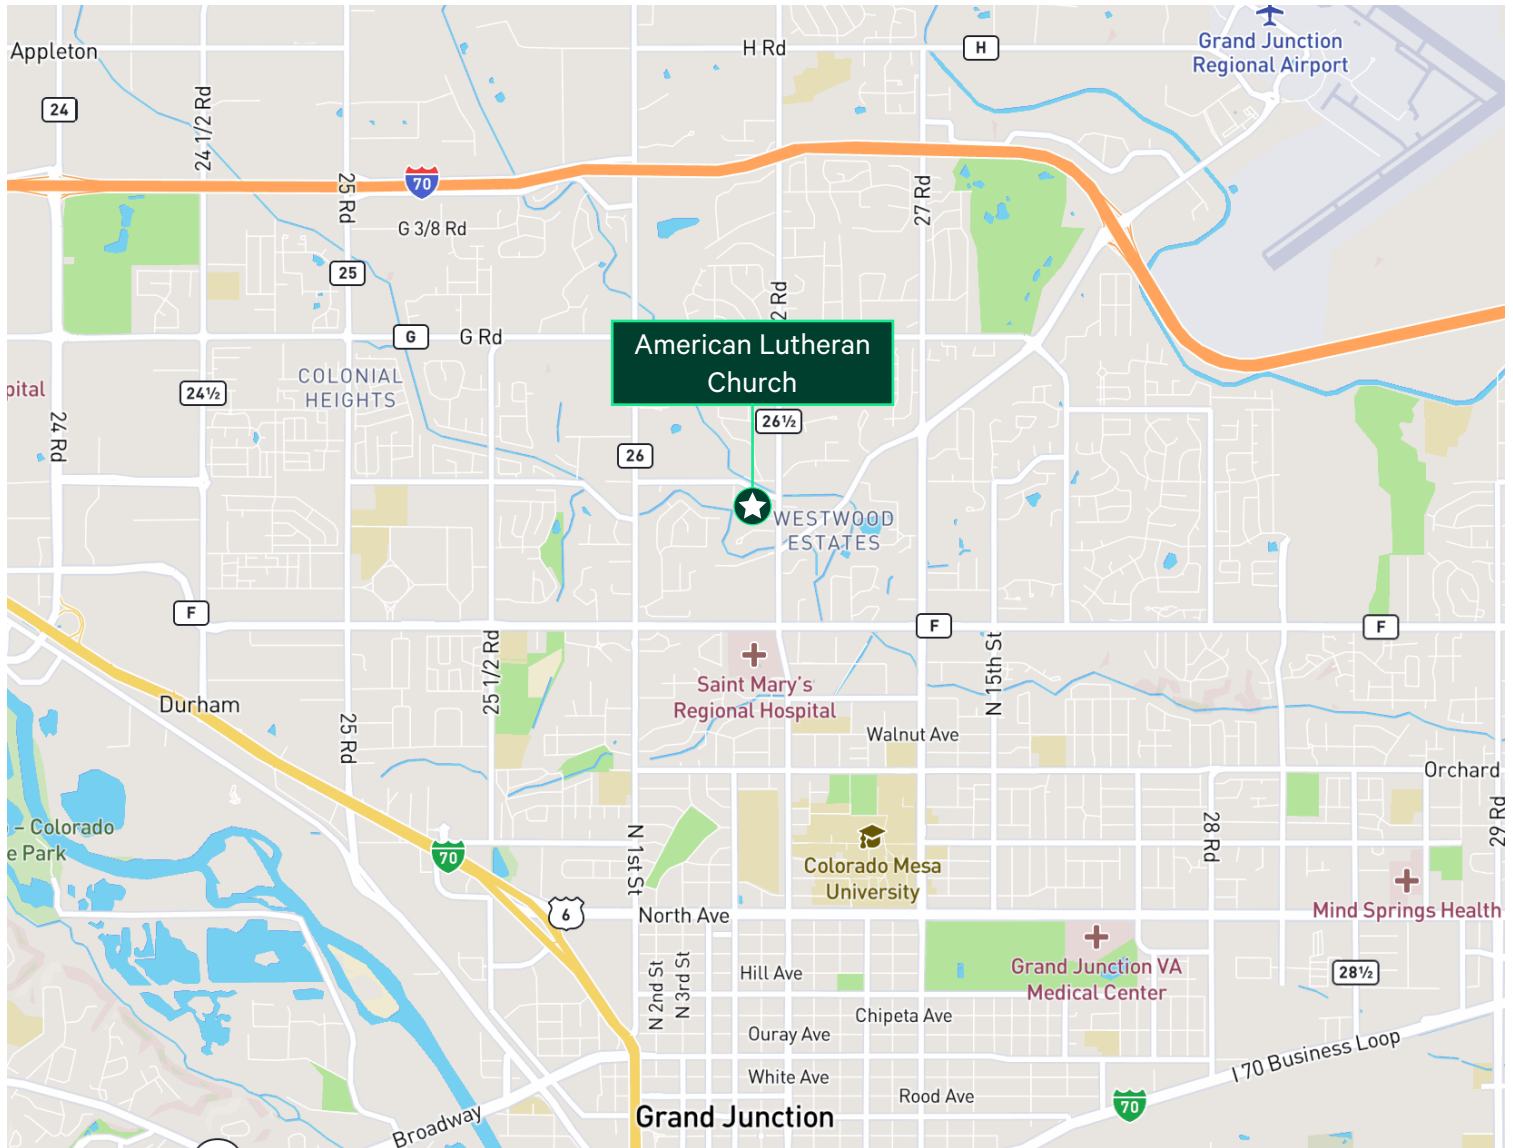 Appleton
H Rd
H
Grand Junction
Regional Airport
24
24 1/2 Rd
25 Rd
70
27 Rd
G 3/8 Rd
25
2 Rd
G
G Rd
American Lutheran
Church
COLONIAL
HEIGHTS
pital
24½
24 Rd
26½
26
WESTWOOD
ESTATES
F
F
F
25 1/2 Rd
N 15th St
Saint Mary's
Regional Hospital
Durham
25 Rd
Walnut Ave
Orchard
29 Rd
– Colorado
e Park
70
N 1st St
28 Rd
Colorado Mesa
University
6
North Ave
Mind Springs Health
N 2nd St
N 3rd St
Hill Ave
Grand Junction VA
Medical Center
28½
Chipeta Ave
Ouray Ave
I 70 Business Loop
White Ave
Rood Ave
70
Broadway
Grand Junction